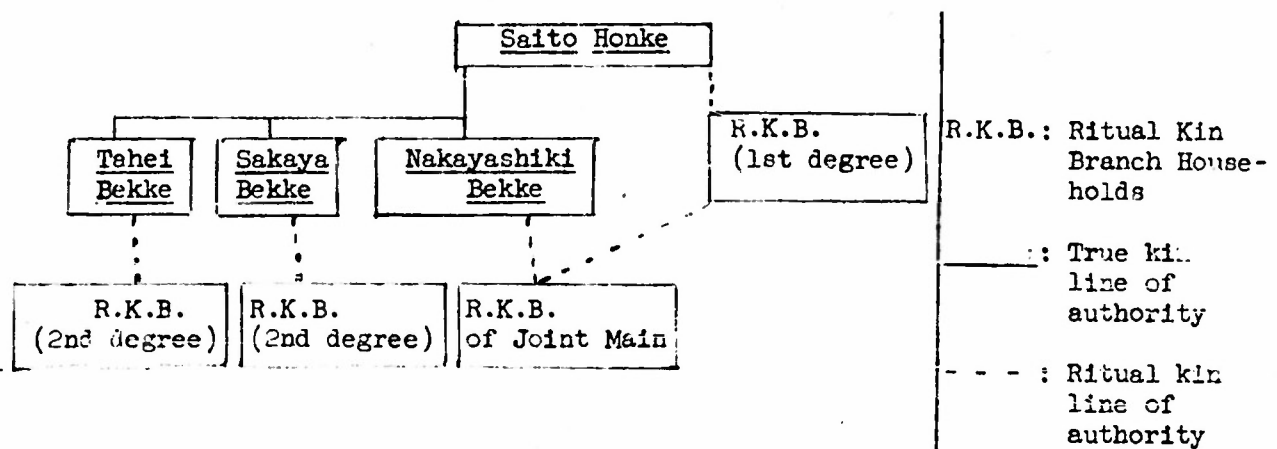 Saito Honke
Tahei
Bekke
Sakaya
Bekke
Nakayashiki
Bekke
R.K.B.
(1st degree)
R.K.B.
(2nd degree)
R.K.B.
(2nd degree)
R.K.B.
of Joint Main
R.K.B.: Ritual Kin
Branch House-
holds
: True kin
line of
authority
- - - : Ritual kin
line of
authority